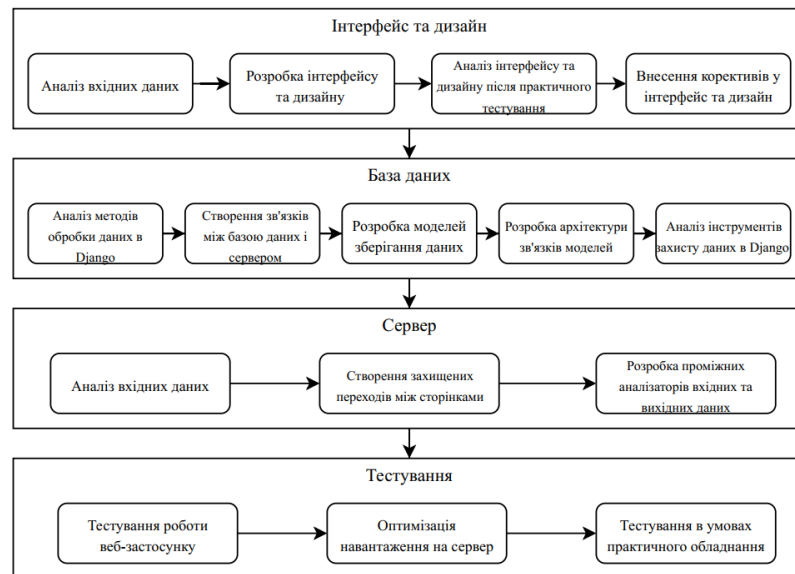 Інтерфейс та дизайн
Аналіз вхідних даних
Розробка інтерфейсу
та дизайну
Аналіз інтерфейсу та
дизайну після практичного
тестування
Внесення корективів у
інтерфейс та дизайн
База даних
Аналіз методів
обробки даних в
Django
Створення зв'язків
між базою даних і
сервером
Розробка моделей
зберігання даних
Розробка архітектури
зв'язків моделей
Аналіз інструментів
захисту даних в Django
Сервер
Аналіз вхідних даних
Створення захищених
переходів між сторінками
Розробка проміжних
аналізаторів вхідних та
вихідних даних
Тестування
Тестування роботи
веб-застосунку
Оптимізація
навантаження на сервер
Тестування в умовах
практичного обладнання